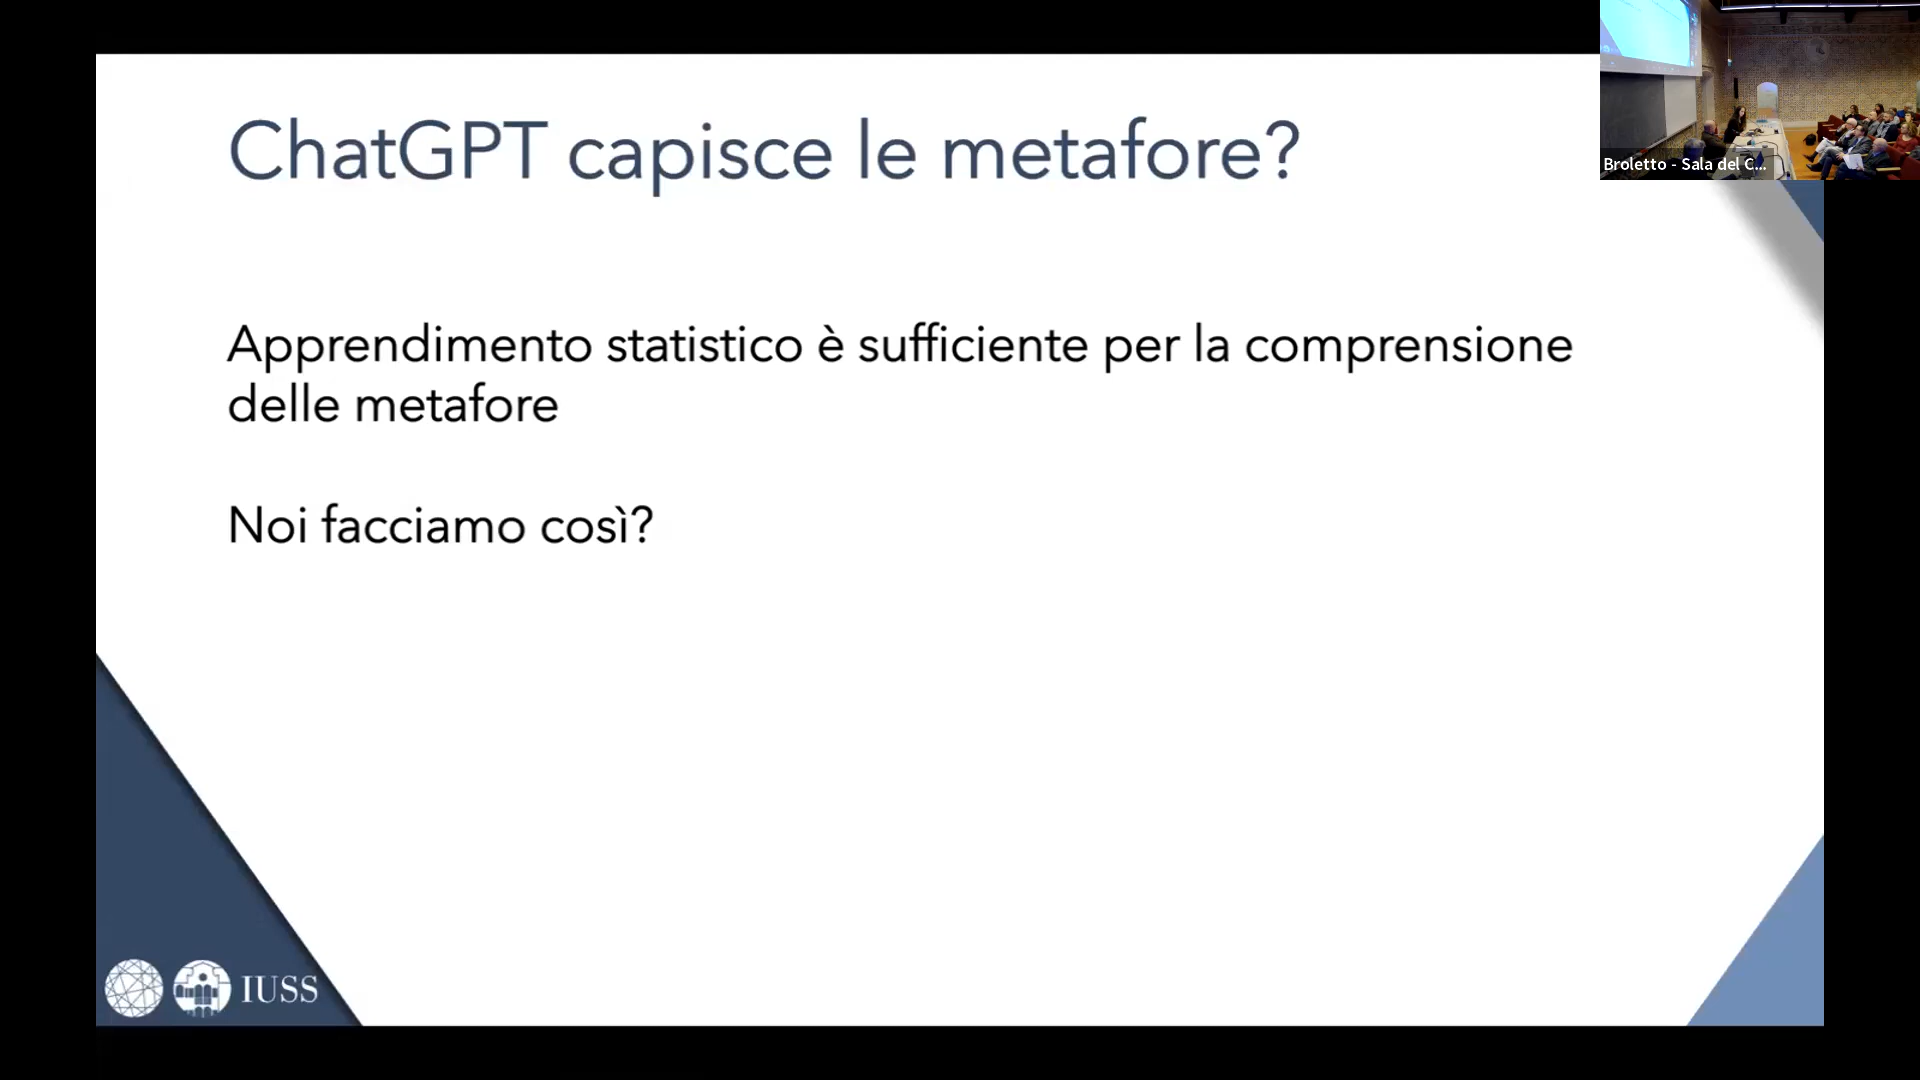 ChatGPT capisce le metafore?
Broletto - Sala del C...
Apprendimento statistico è sufficiente per la comprensione
delle metafore
Noi facciamo così?
IUSS